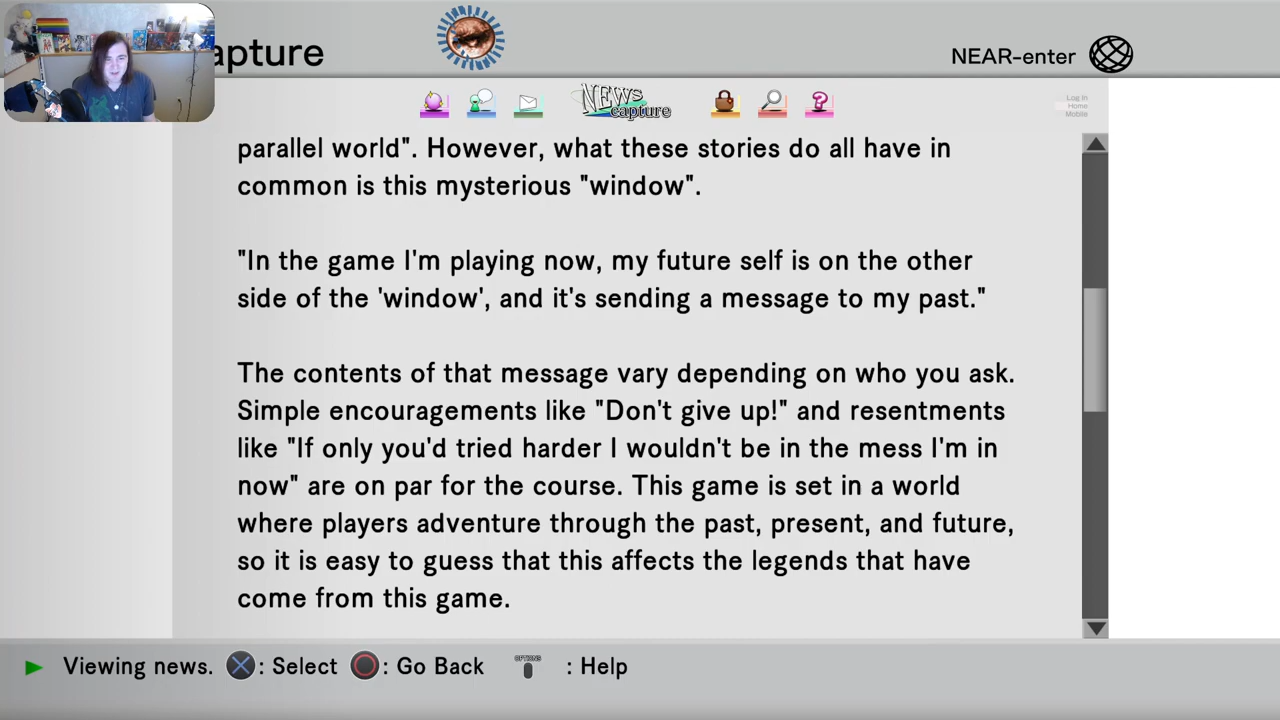 apture
NEAR-enter
NEWS
capture
Log In
Home
Mobile
parallel world". However, what these stories do all have in
common is this mysterious "window".
"In the game I'm playing now, my future self is on the other
side of the 'window', and it's sending a message to my past."
The contents of that message vary depending on who you ask.
Simple encouragements like "Don't give up!" and resentments
like "If only you'd tried harder I wouldn't be in the mess I'm in
now" are on par for the course. This game is set in a world
where players adventure through the past, present, and future,
so it is easy to guess that this affects the legends that have
come from this game.
Viewing news. : Select : Go Back OPTIONS : Help